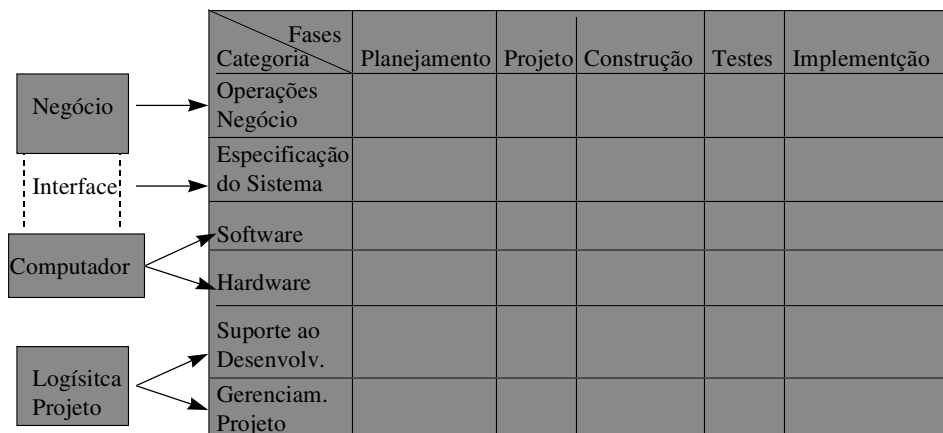 Fases
Categoria
Planejamento Projeto Construção Testes Implementção
Negócio
Operações
Negócio
Interface
Especificação
do Sistema
Computador
Software
Hardware
Logísitca
Projeto
Suporte ao
Desenvolv.
Gerenciam.
Projeto